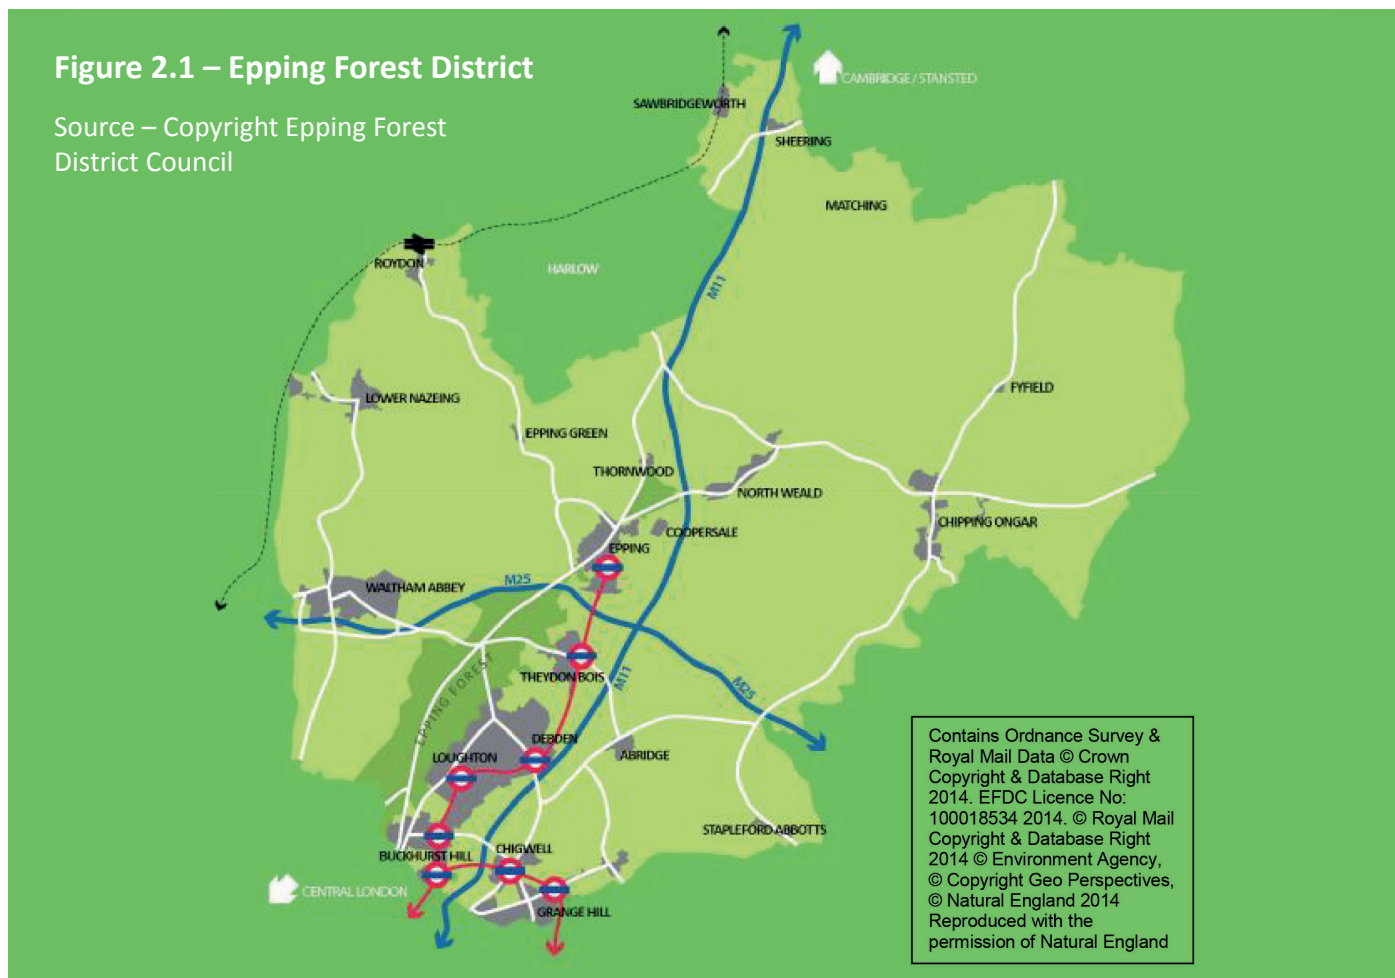 Figure 2.1 – Epping Forest District
Source – Copyright Epping Forest
District Council
CAMBRIDGE / STANSTED
SAWBRIDGEWORTH
SHEERING
MATCHING
ROYDON
HARLOW
M11
LOWER NAZEING
FYFIELD
EPPING GREEN
THORNWOOD
NORTH WEALD
CHIPPING ONGAR
COOPERSALE
EPPING
M25
WALTHAM ABBEY
EPPING FOREST
THEYDON BOIS
M11
M25
DEBDEN
LOUGHTON
ABRIDGE
STAPLEFORD ABBOTTS
BUCKHURST HILL
CHIGWELL
CENTRAL LONDON
GRANGE HILL
Contains Ordnance Survey &
Royal Mail Data © Crown
Copyright & Database Right
2014. EFDC Licence No:
100018534 2014. © Royal Mail
Copyright & Database Right
2014 © Environment Agency,
© Copyright Geo Perspectives,
© Natural England 2014
Reproduced with the
permission of Natural England